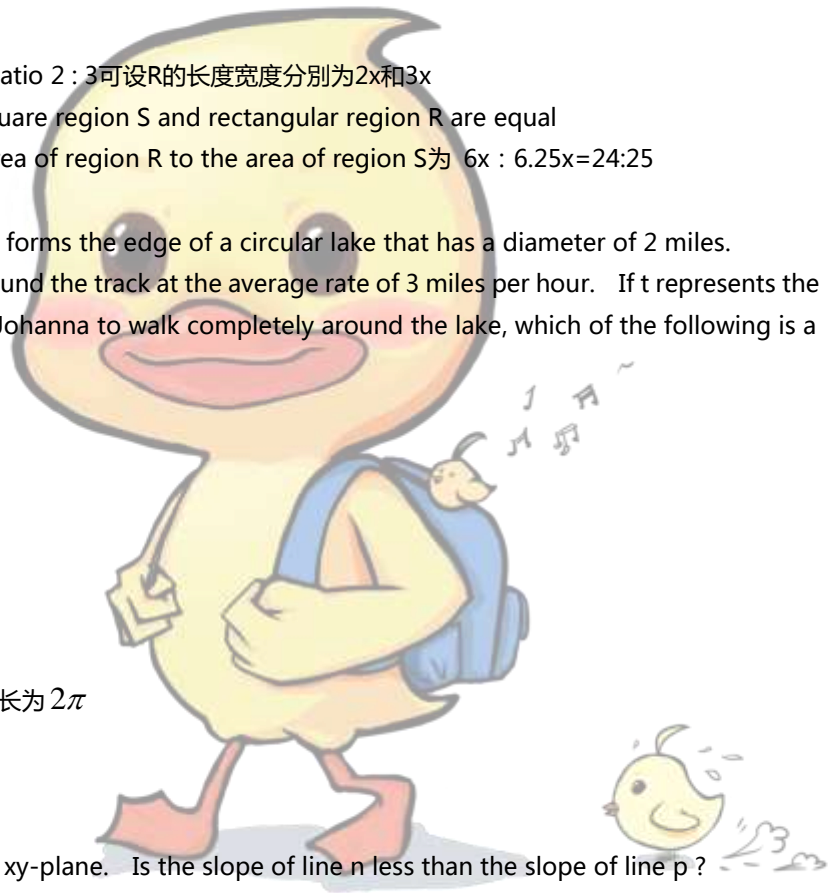 atio 2 : 3可设R的长度宽度分別为2x和3x
uare region S and rectangular region R are equal
ea of region R to the area of region S为 6x : 6.25x=24:25
forms the edge of a circular lake that has a diameter of 2 miles.
und the track at the average rate of 3 miles per hour. If t represents the
Johanna to walk completely around the lake, which of the following is a
长为 2π
xy-plane. Is the slope of line n less than the slope of line p ?